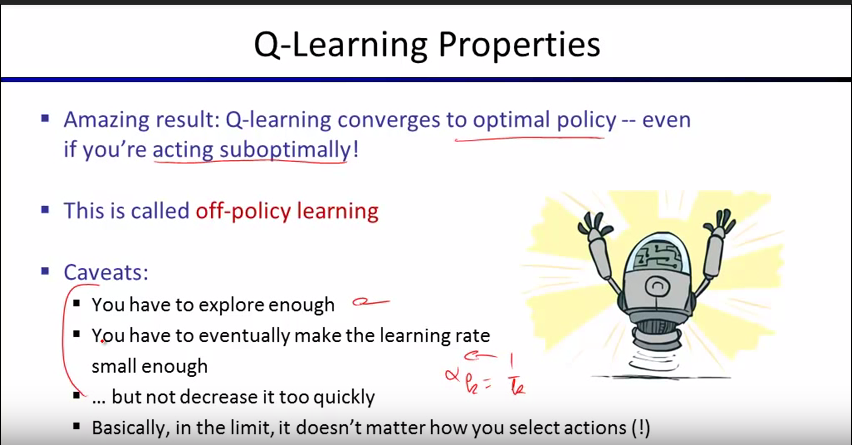 Q-Learning Properties
▪ Amazing result: Q-learning converges to optimal policy -- even
if you're acting suboptimally!
▪ This is called off-policy learning
▪ Caveats:
▪ You have to explore enough
▪ You have to eventually make the learning rate
small enough
α_k = 1/k
▪ ... but not decrease it too quickly
▪ Basically, in the limit, it doesn't matter how you select actions (!)